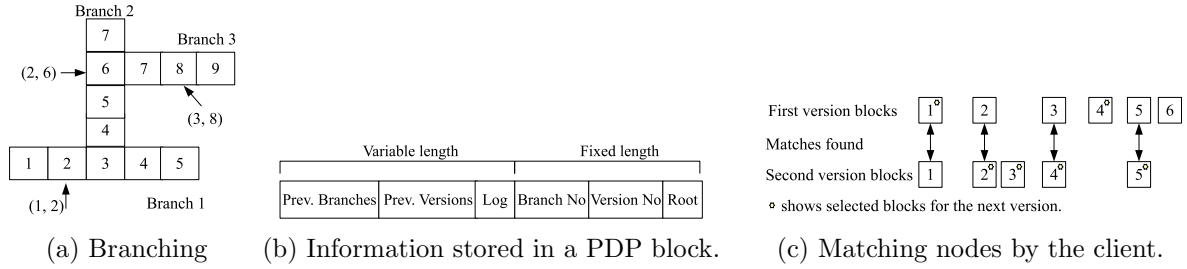 Branch 2
7
Branch 3
(2, 6)
6 7 8 9
5
(3, 8)
4
1 2 3 4 5
(1, 2)
Branch 1
(a) Branching
Variable length Fixed length
Prev. Branches Prev. Versions Log Branch No Version No Root
(b) Information stored in a PDP block.
First version blocks 1 2 3 4 5 6
Matches found
Second version blocks 1 2 3 4 5
shows selected blocks for the next version.
(c) Matching nodes by the client.